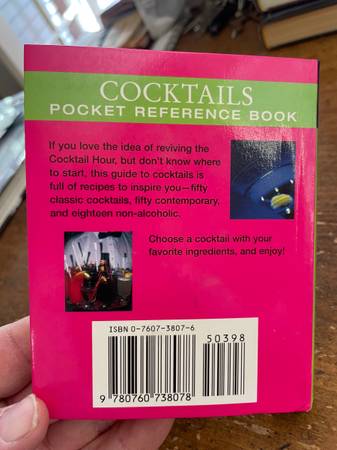 COCKTAILS
POCKET REFERENCE BOOK
If you love the idea of reviving the
Cocktail Hour, but don't know where
to start, this guide to cocktails is
full of recipes to inspire you—fifty
classic cocktails, fifty contemporary,
and eighteen non-alcoholic.
Choose a cocktail with your
favorite ingredients, and enjoy!
ISBN 0-7607-3807-6
50398
9 780760 738078